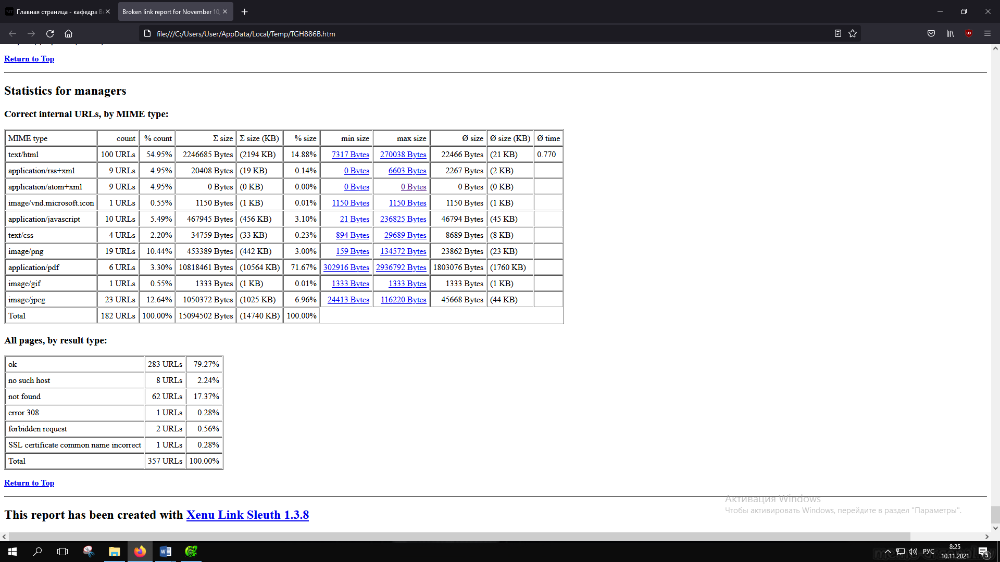 Главная страница - кафедра В
Broken link report for November 10,
file:///C:/Users/User/AppData/Local/Temp/TGH886B.htm
Return to Top
Statistics for managers
Correct internal URLs, by MIME type:
MIME type count % count Σ size Σ size (KB) % size min size max size Ø size Ø size (KB) Ø time
text/html 100 URLs 54.95% 2246685 Bytes (2194 KB) 14.88% 7317 Bytes 270038 Bytes 22466 Bytes (21 KB) 0.770
application/rss+xml 9 URLs 4.95% 20408 Bytes (19 KB) 0.14% 0 Bytes 6603 Bytes 2267 Bytes (2 KB)
application/atom+xml 9 URLs 4.95% 0 Bytes (0 KB) 0.00% 0 Bytes 0 Bytes 0 Bytes (0 KB)
image/vnd.microsoft.icon 1 URLs 0.55% 1150 Bytes (1 KB) 0.01% 1150 Bytes 1150 Bytes 1150 Bytes (1 KB)
application/javascript 10 URLs 5.49% 467945 Bytes (456 KB) 3.10% 21 Bytes 236825 Bytes 46794 Bytes (45 KB)
text/css 4 URLs 2.20% 34759 Bytes (33 KB) 0.23% 894 Bytes 29689 Bytes 8689 Bytes (8 KB)
image/png 19 URLs 10.44% 453389 Bytes (442 KB) 3.00% 159 Bytes 134572 Bytes 23862 Bytes (23 KB)
application/pdf 6 URLs 3.30% 10818461 Bytes (10564 KB) 71.67% 302916 Bytes 2936792 Bytes 1803076 Bytes (1760 KB)
image/gif 1 URLs 0.55% 1333 Bytes (1 KB) 0.01% 1333 Bytes 1333 Bytes 1333 Bytes (1 KB)
image/jpeg 23 URLs 12.64% 1050372 Bytes (1025 KB) 6.96% 24413 Bytes 116220 Bytes 45668 Bytes (44 KB)
Total 182 URLs 100.00% 15094502 Bytes (14740 KB) 100.00%
All pages, by result type:
ok 283 URLs 79.27%
no such host 8 URLs 2.24%
not found 62 URLs 17.37%
error 308 1 URLs 0.28%
forbidden request 2 URLs 0.56%
SSL certificate common name incorrect 1 URLs 0.28%
Total 357 URLs 100.00%
Return to Top
Активация Windows
Чтобы активировать Windows, перейдите в раздел "Параметры".
This report has been created with Xenu Link Sleuth 1.3.8
РУС
8:25
10.11.2021
5